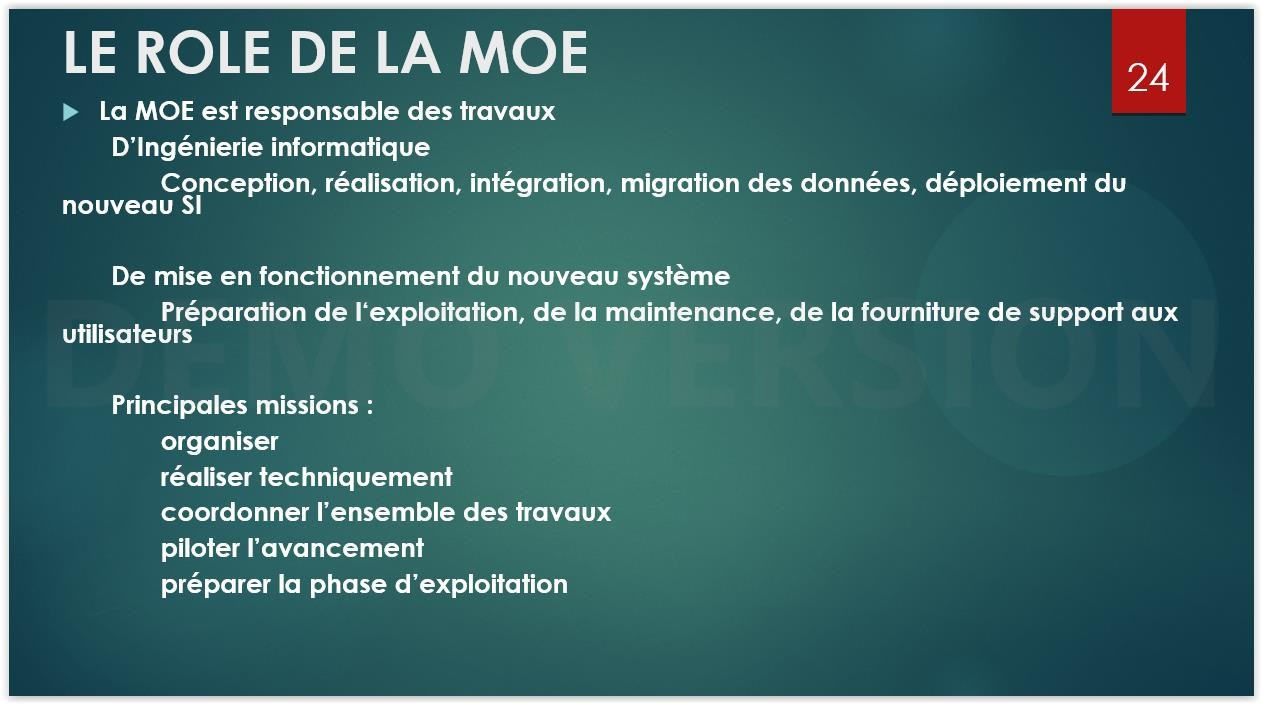 LE ROLE DE LA MOE
24
La MOE est responsable des travaux
D’Ingénierie informatique
Conception, réalisation, intégration, migration des données, déploiement du
nouveau SI
De mise en fonctionnement du nouveau système
Préparation de l‘exploitation, de la maintenance, de la fourniture de support aux
utilisateurs
DEMO VERSION
Principales missions :
organiser
réaliser techniquement
coordonner l’ensemble des travaux
piloter l’avancement
préparer la phase d’exploitation